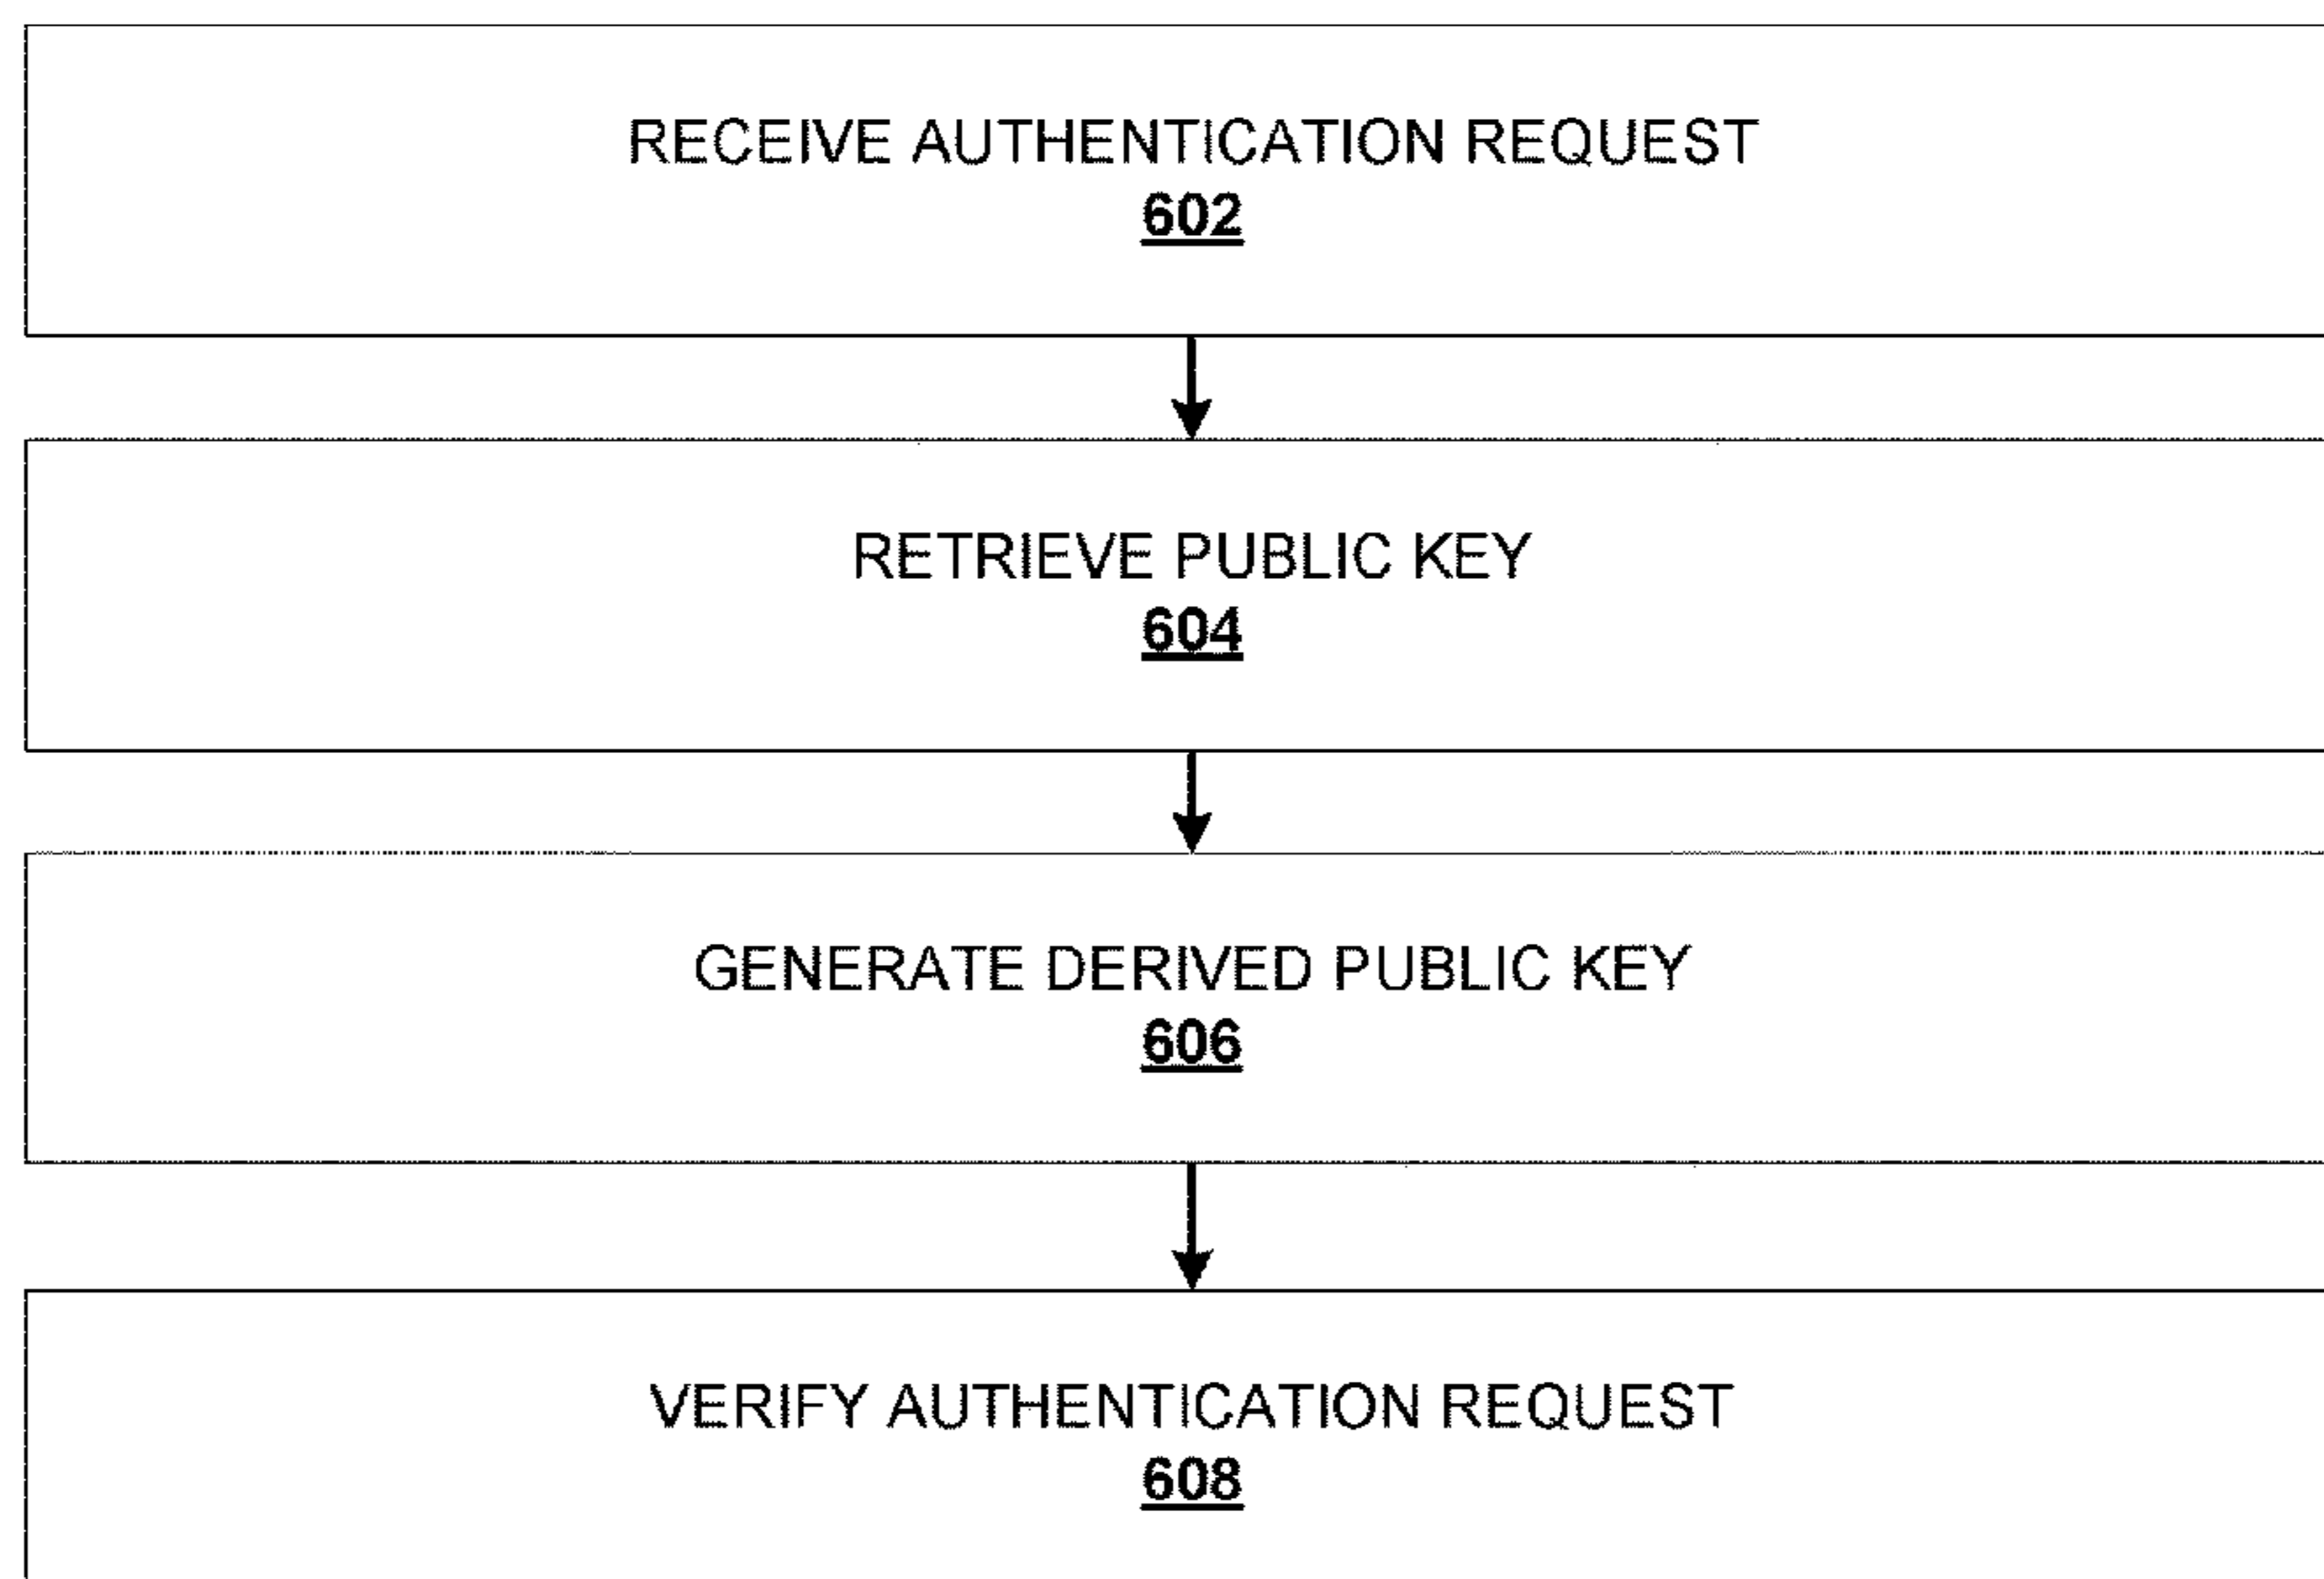 RECEIVE AUTHENTICATION REQUEST
602
RETRIEVE PUBLIC KEY
604
GENERATE DERIVED PUBLIC KEY
606
VERIFY AUTHENTICATION REQUEST
608